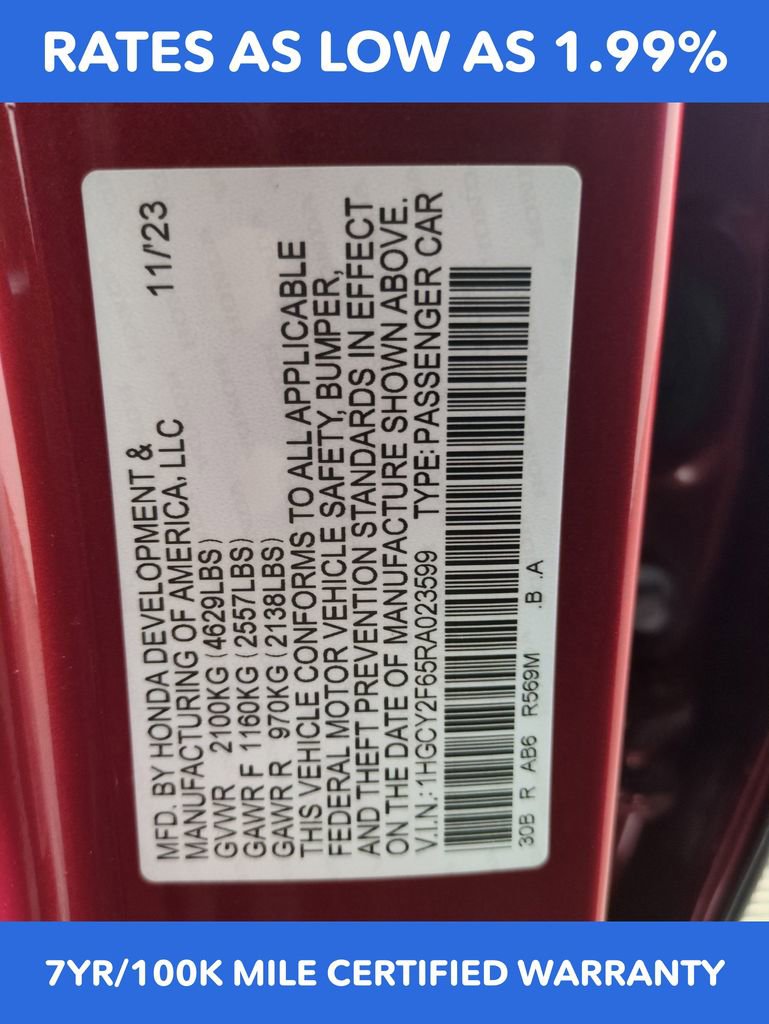 RATES AS LOW AS 1.99%
MFD. BY HONDA DEVELOPMENT &
MANUFACTURING OF AMERICA, LLC 11/'23
GVWR 2100KG (4629LBS)
GAWR F 1160KG (2557LBS)
GAWR R 970KG (2138LBS)
THIS VEHICLE CONFORMS TO ALL APPLICABLE
FEDERAL MOTOR VEHICLE SAFETY, BUMPER,
AND THEFT PREVENTION STANDARDS IN EFFECT
ON THE DATE OF MANUFACTURE SHOWN ABOVE.
V.I.N.: 1HGCY2F65RA023599 TYPE: PASSENGER CAR
30B R AB6 R569M .B .A
7YR/100K MILE CERTIFIED WARRANTY